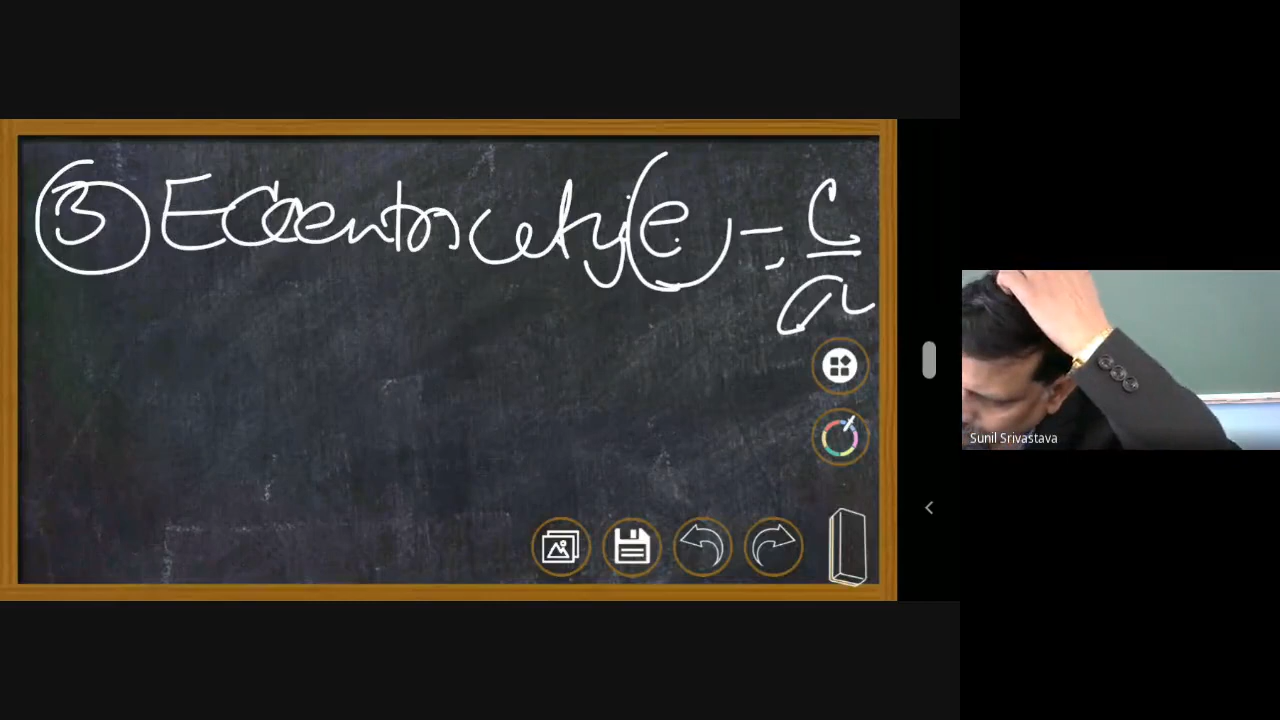 ③ Eccentricity (e) = c/a
Sunil Srivastava